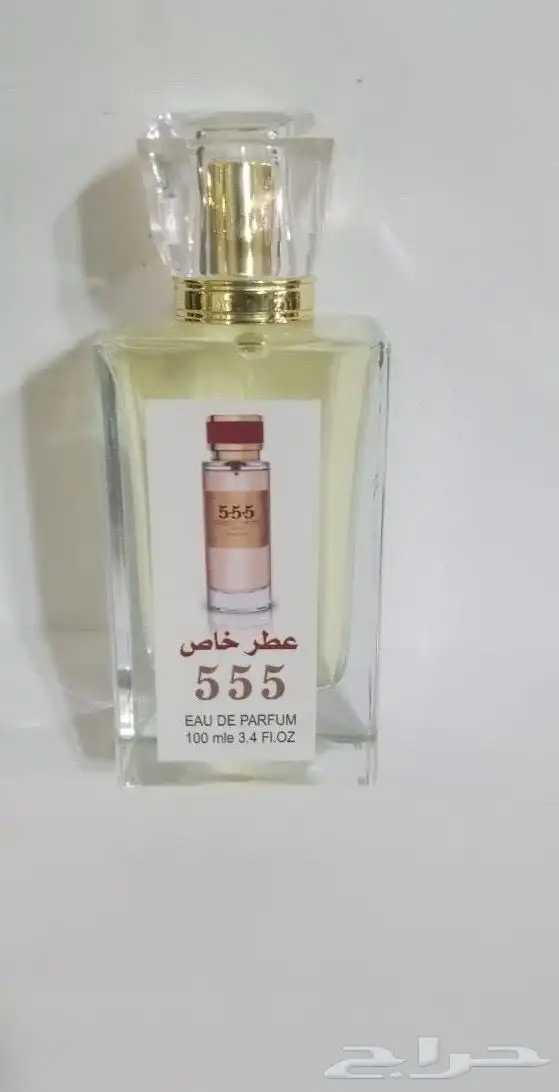 5·5·5
عطر خاص
555
EAU DE PARFUM
100 mle 3.4 Fl.OZ
حراج